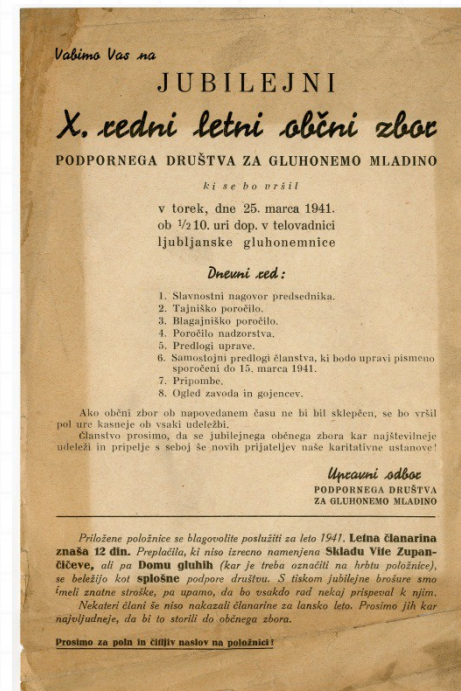 Vabimo Vas na
JUBILEJNI
X. redni letni občni zbor
PODPORNEGA DRUŠTVA ZA GLUHONEMO MLADINO
ki se bo vršil
v torek, dne 25. marca 1941.
ob 1/2 10. uri dop. v telovadnici
ljubljanske gluhonemnice
Dnevni red:
1. Slavnostni nagovor predsednika.
2. Tajniško poročilo.
3. Blagajniško poročilo.
4. Poročilo nadzorstva.
5. Predlogi uprave.
6. Samostojni predlogi članstva, ki bodo upravi pismeno
sporočeni do 15. marca 1941.
7. Pripombe.
8. Ogled zavoda in gojencev.
Ako občni zbor ob napovedanem času ne bi bil sklepčen, se bo vršil
pol ure kasneje ob vsaki udeležbi.
Članstvo prosimo, da se jubilejnega občnega zbora kar najštevilneje
udeleži in pripelje s seboj še novih prijateljev naše karitativne ustanove!
Upravni odbor
PODPORNEGA DRUŠTVA
ZA GLUHONEMO MLADINO
Priložene položnice se blagovolite poslužiti za leto 1941. Letna članarina
znaša 12 din. Preplačila, ki niso izrecno namenjena Skladu Vite Zupan-
čičeve, ali pa Domu gluhih (kar je treba označiti na hrbtu položnice),
se beležijo kot splošne podpore društvu. S tiskom jubilejne brošure smo
imeli znatne stroške, pa upamo, da bo vsakdo rad nekaj prispeval k njim.
Nekateri člani še niso nakazali članarine za lansko leto. Prosimo jih kar
najvljudneje, da bi to storili do občnega zbora.
Prosimo za poln in čitljiv naslov na položnici!